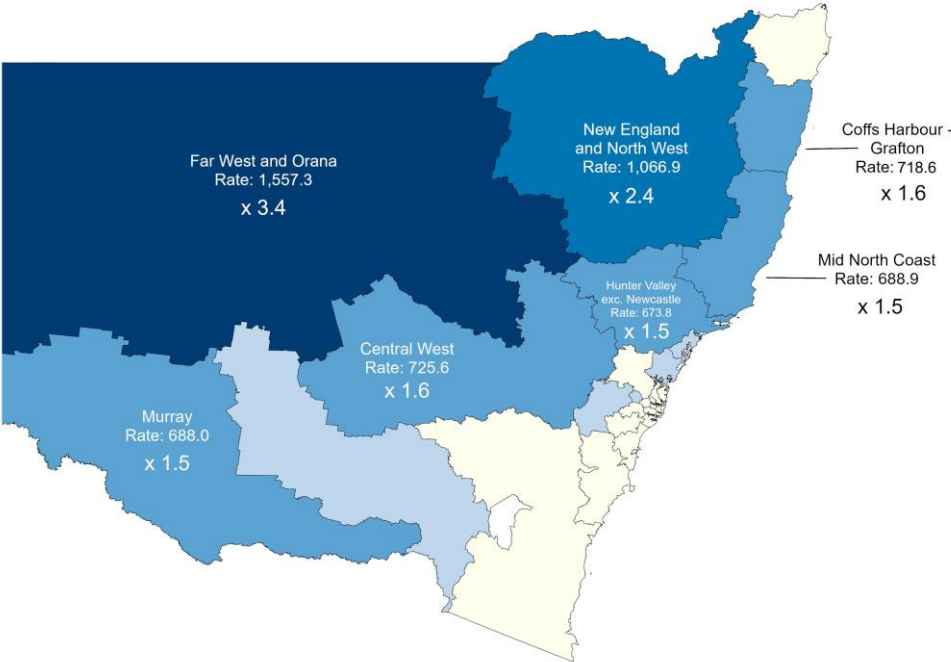 New England
and North West
Rate: 1,066.9
x 2.4
Coffs Harbour -
Grafton
Rate: 718.6
x 1.6
Far West and Orana
Rate: 1,557.3
x 3.4
Mid North Coast
Rate: 688.9
x 1.5
Hunter Valley
exc. Newcastle
Rate: 673.8
x 1.5
Central West
Rate: 725.6
x 1.6
Murray
Rate: 688.0
x 1.5